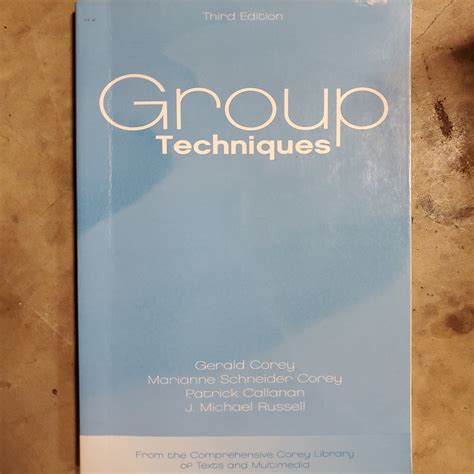 Third Edition
Group
Techniques
Gerald Corey
Marianne Schneider Corey
Patrick Callanan
J. Michael Russell
From the Comprehensive Corey Library
of Texts and Multimedia